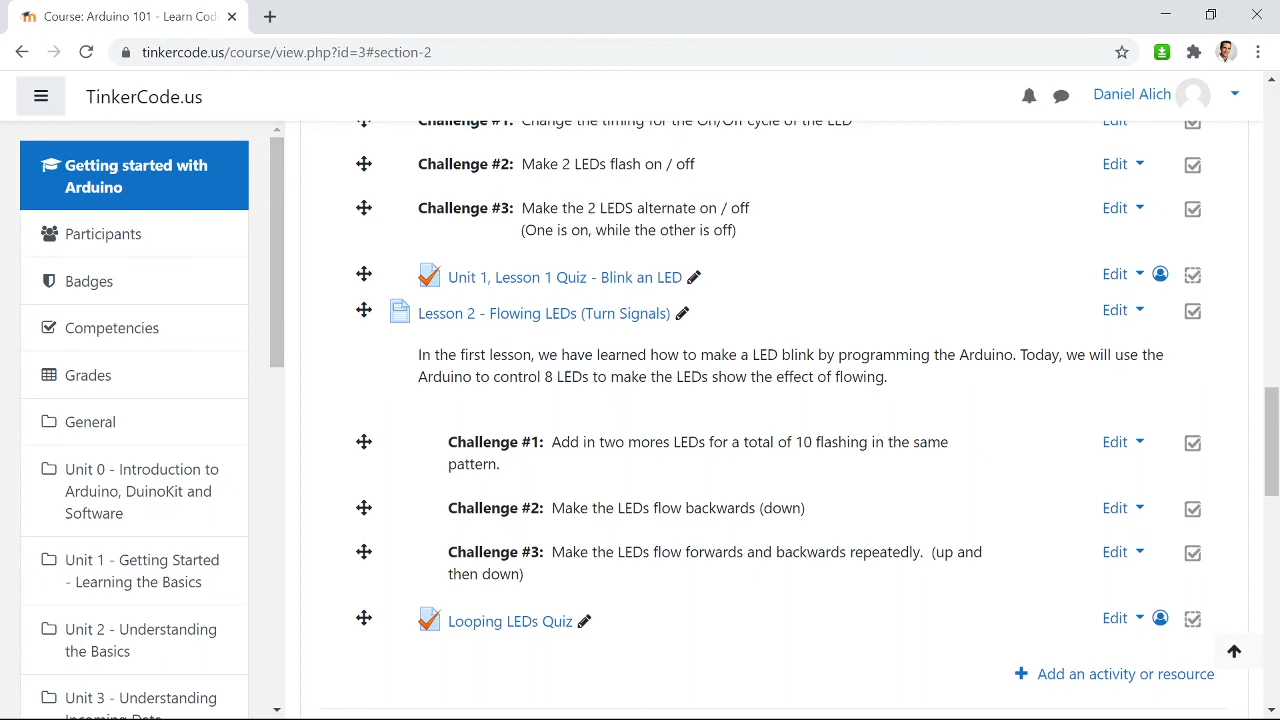 Course: Arduino 101 - Learn Cod
tinkercode.us/course/view.php?id=3#section-2
TinkerCode.us
Daniel Alich
Getting started with
Arduino
Participants
Badges
Competencies
Grades
General
Unit 0 - Introduction to
Arduino, DuinoKit and
Software
Unit 1 - Getting Started
- Learning the Basics
Unit 2 - Understanding
the Basics
Unit 3 - Understanding
Incoming Data
Challenge #1: Change the timing for the On/Off cycle of the LED
Edit
Challenge #2: Make 2 LEDs flash on / off
Edit
Challenge #3: Make the 2 LEDS alternate on / off
Edit
(One is on, while the other is off)
Unit 1, Lesson 1 Quiz - Blink an LED
Edit
Lesson 2 - Flowing LEDs (Turn Signals)
Edit
In the first lesson, we have learned how to make a LED blink by programming the Arduino. Today, we will use the
Arduino to control 8 LEDs to make the LEDs show the effect of flowing.
Challenge #1: Add in two mores LEDs for a total of 10 flashing in the same
Edit
pattern.
Challenge #2: Make the LEDs flow backwards (down)
Edit
Challenge #3: Make the LEDs flow forwards and backwards repeatedly. (up and
Edit
then down)
Looping LEDs Quiz
Edit
Add an activity or resource